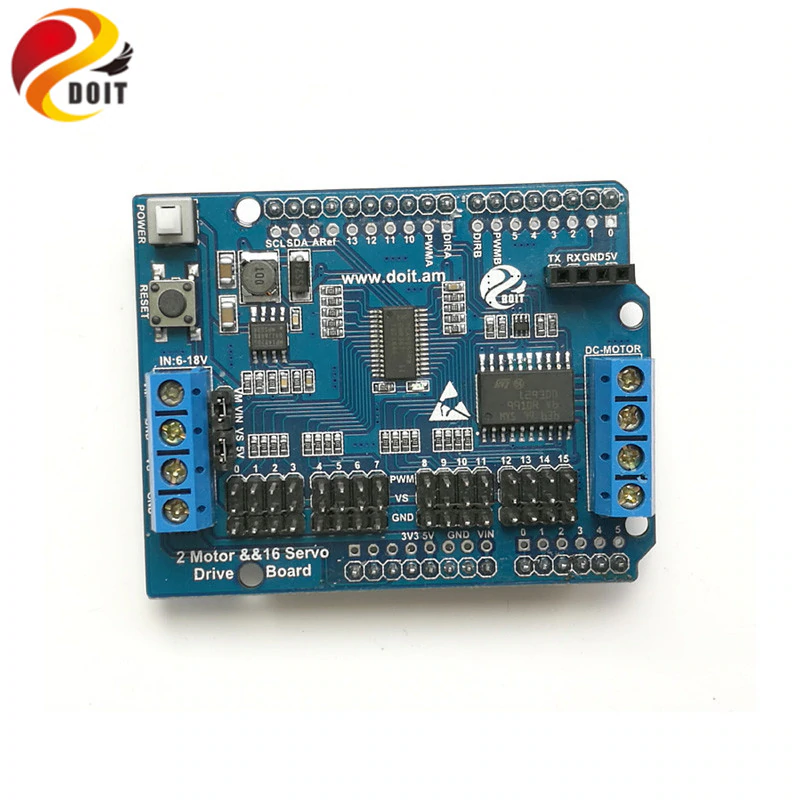 DOIT
POWER
SCL SDA ARef 13 12 11 10 PWMA DIRA
DIRB PWMB 5 4 3 2 1 0
www.doit.am
DOIT
TX RX GND 5V
RESET
IN:6-18V
DC-MOTOR
VM VIN VS 5V
L293DD
0 1 2 3 4 5 6 7 PWM 8 9 10 11 12 13 14 15
VS
GND
3V3 5V GND VIN 0 1 2 3 4 5
2 Motor &&16 Servo
Drive Board